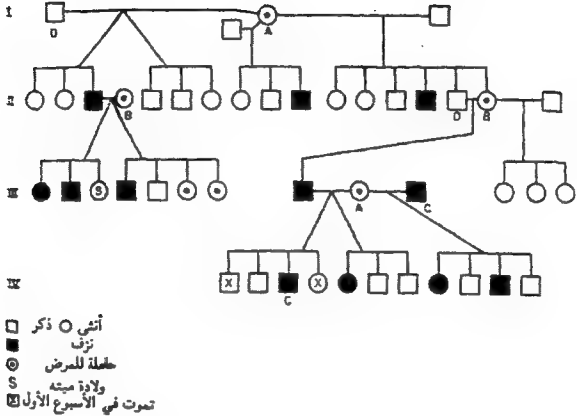 I
D
A
II
B
D
B
S
III
A
C
X
X
IV
C
ذكر أنثى
نزف
حاملة للمرض
S ولادة ميته
X تموت في الأسبوع الأول